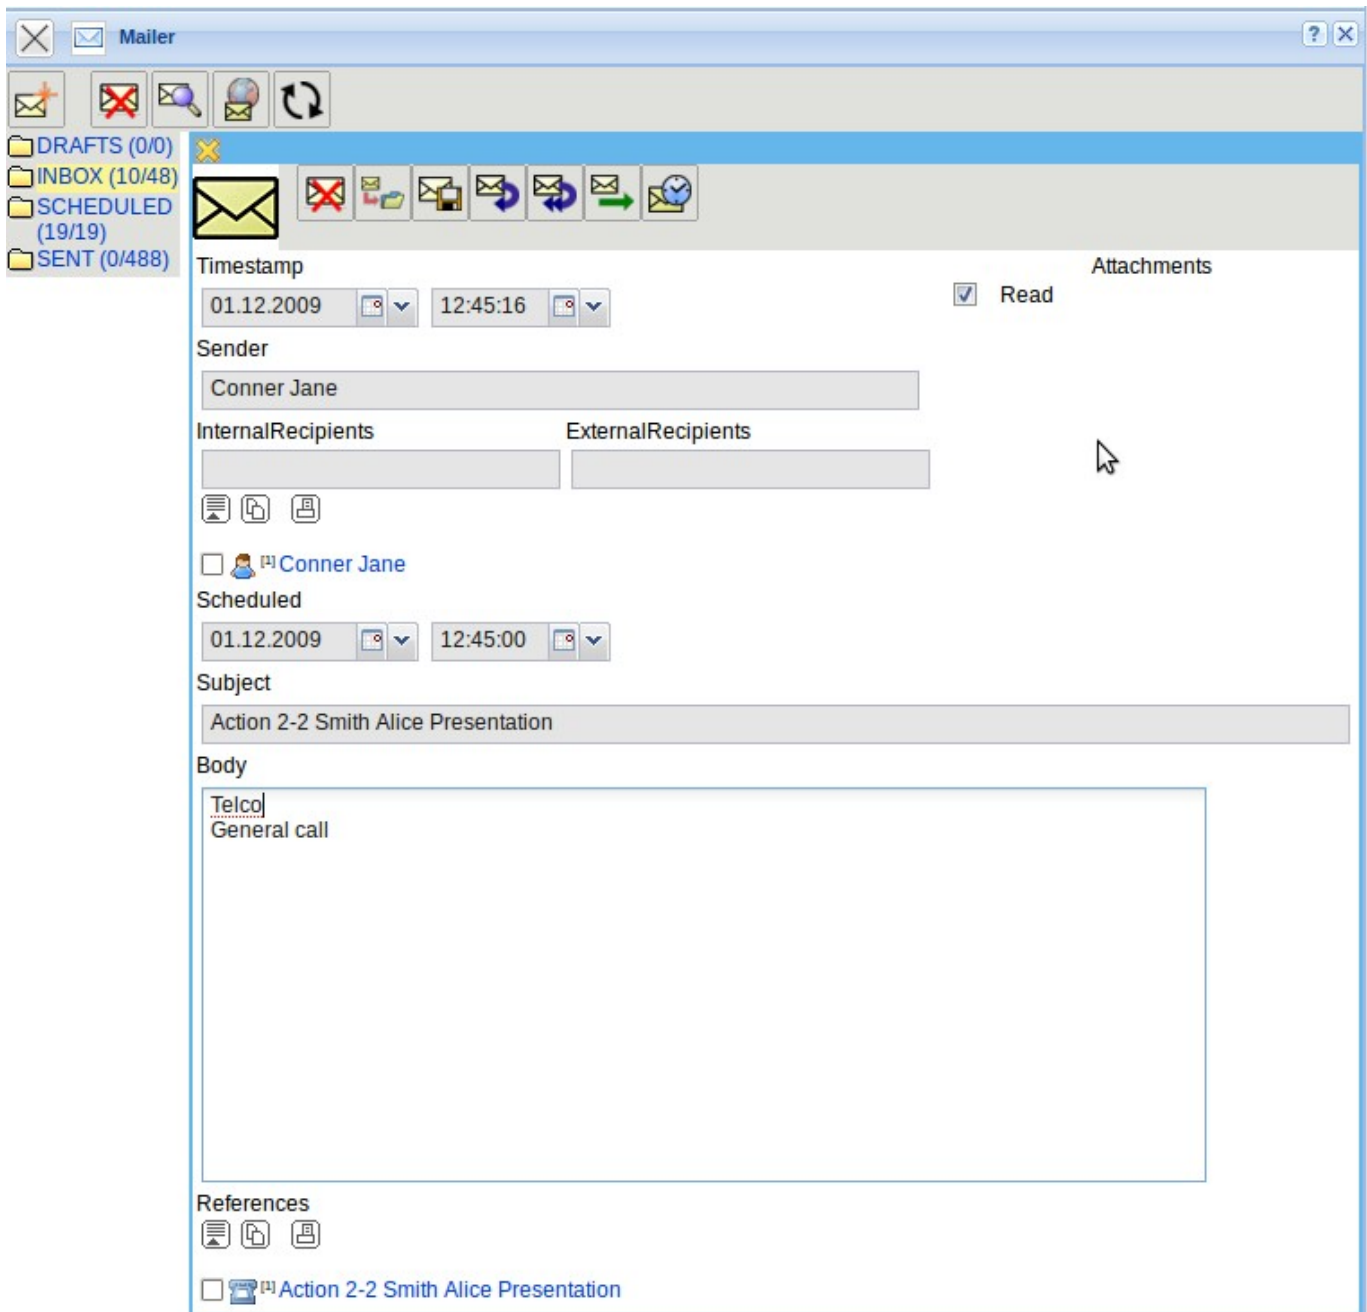 Mailer
DRAFTS (0/0)
INBOX (10/48)
SCHEDULED
(19/19)
SENT (0/488)
Timestamp
Attachments
01.12.2009
12:45:16
Read
Sender
Conner Jane
InternalRecipients
ExternalRecipients
[1] Conner Jane
Scheduled
01.12.2009
12:45:00
Subject
Action 2-2 Smith Alice Presentation
Body
Telco
General call
References
[1] Action 2-2 Smith Alice Presentation